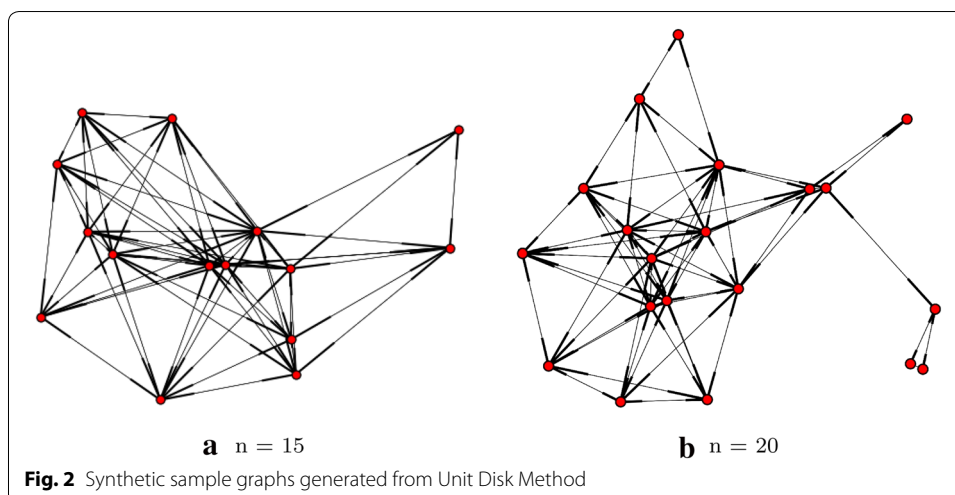 a n = 15
b n = 20
Fig. 2 Synthetic sample graphs generated from Unit Disk Method